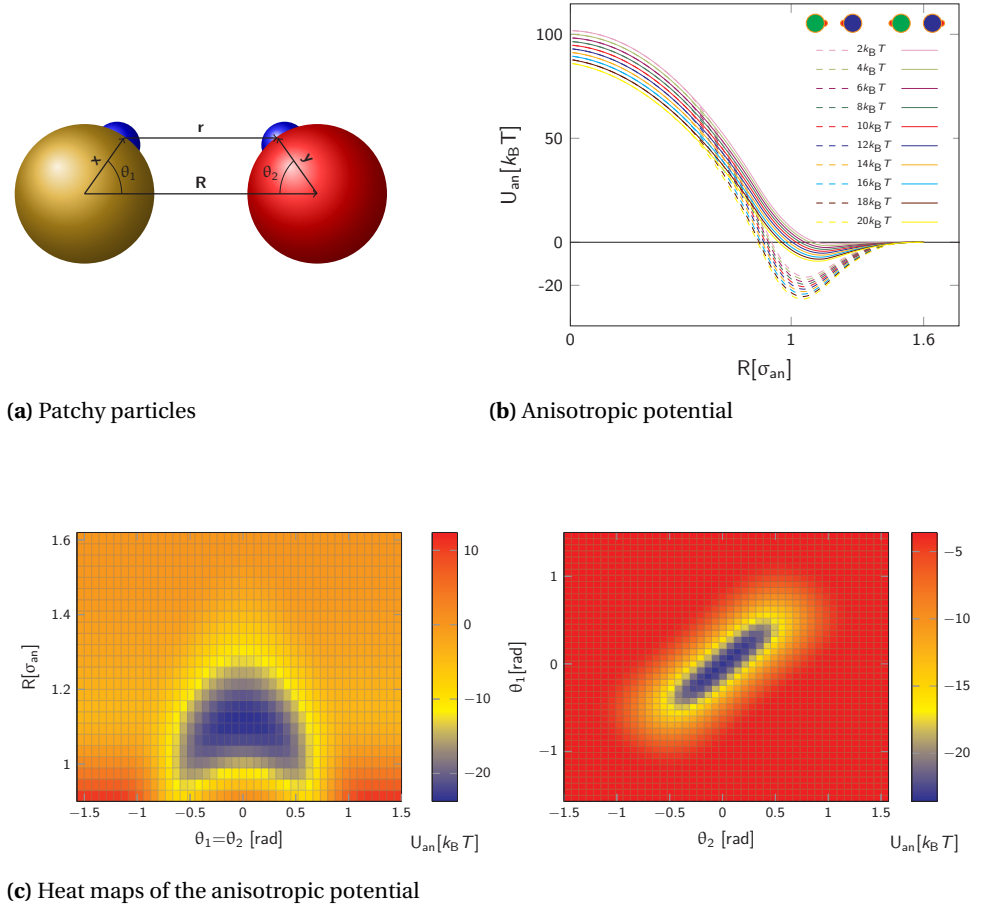 r
x
y
θ1
θ2
R
(a) Patchy particles
100
50
0
-20
0
1
1.6
U_an[k_B T]
R[σ_an]
2k_B T
4k_B T
6k_B T
8k_B T
10k_B T
12k_B T
14k_B T
16k_B T
18k_B T
20k_B T
(b) Anisotropic potential
1.6
1.4
1.2
1
R[σ_an]
−1.5
−1
−0.5
0
0.5
1
1.5
θ1=θ2 [rad]
10
0
−10
−20
U_an[k_B T]
1
0
−1
θ1[rad]
−1.5
−1
−0.5
0
0.5
1
1.5
θ2 [rad]
−5
−10
−15
−20
U_an[k_B T]
(c) Heat maps of the anisotropic potential